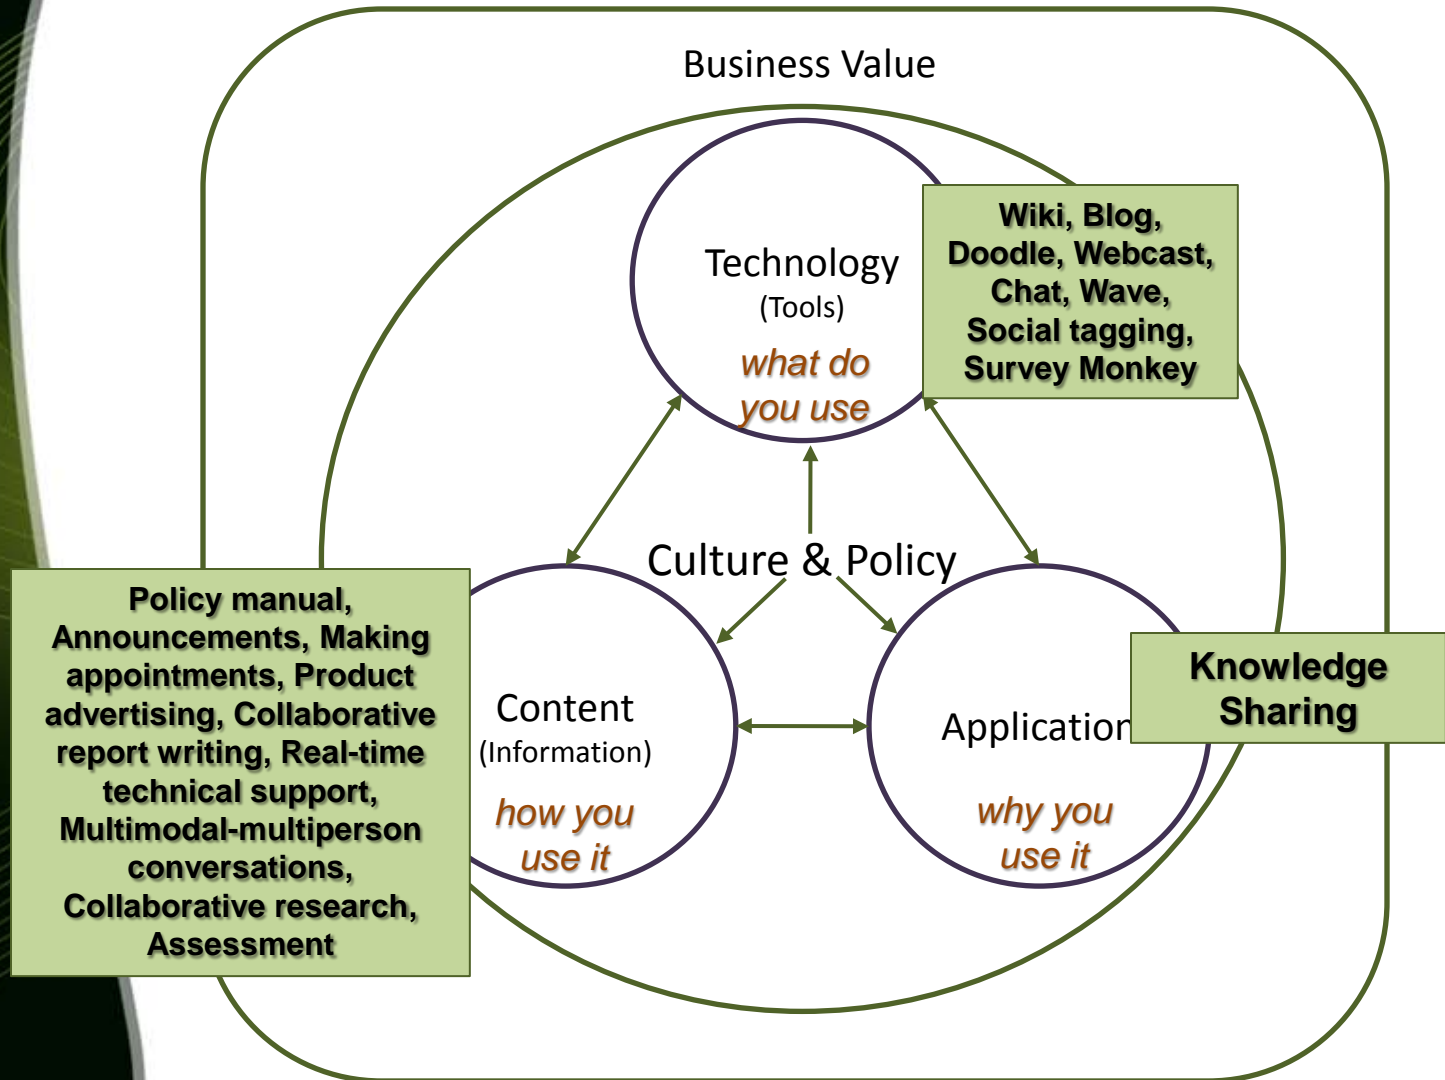 Business Value
Technology
(Tools)
what do
you use
Wiki, Blog,
Doodle, Webcast,
Chat, Wave,
Social tagging,
Survey Monkey
Culture & Policy
Policy manual,
Announcements, Making
appointments, Product
advertising, Collaborative
report writing, Real-time
technical support,
Multimodal-multiperson
conversations,
Collaborative research,
Assessment
Content
(Information)
how you
use it
Application
why you
use it
Knowledge
Sharing